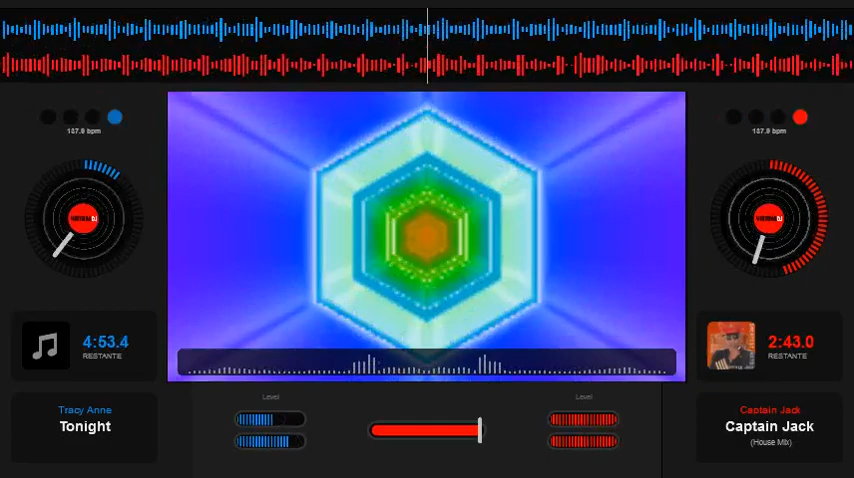 137.9 bpm
137.9 bpm
4:53.4
RESTANTE
2:43.0
RESTANTE
Tracy Anne
Tonight
Level
Level
Captain Jack
Captain Jack
(House Mix)